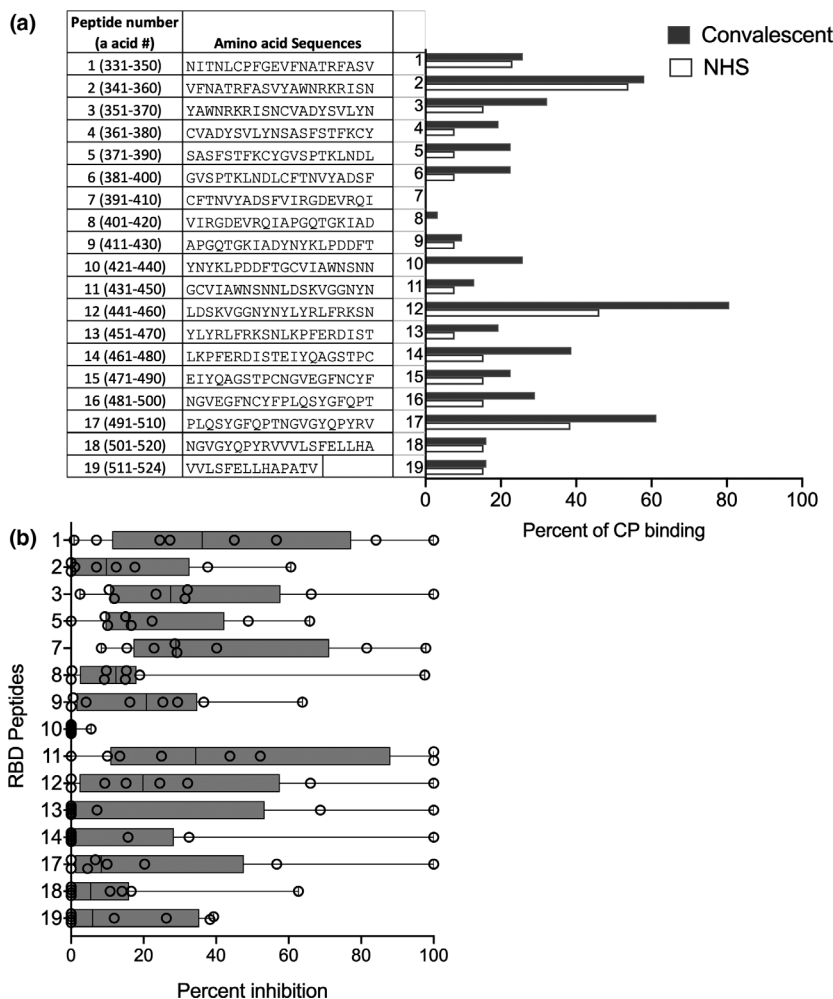 (a)
Peptide number
(a acid #) Amino acid Sequences
1 (331-350) NITNLCPFGEVFNATRFASV
2 (341-360) VFNATRFASVYAWNRKRISN
3 (351-370) YAWNRKRISNCVADYSVLYN
4 (361-380) CVADYSVLYNSASFSTFKCY
5 (371-390) SASFSTFKCYGVSPTKLNDL
6 (381-400) GVSPTKLNDLCFTNVYADSF
7 (391-410) CFTNVYADSFVIRGDEVRQI
8 (401-420) VIRGDEVRQIAPGQTGKIAD
9 (411-430) APGQTGKIADYNYKLPDDFT
10 (421-440) YNYKLPDDFTGCVIAWNSNN
11 (431-450) GCVIAWNSNNLDSKVGGNYN
12 (441-460) LDSKVGGNYNYLYRLFRKSN
13 (451-470) YLYRLFRKSNLKPFERDIST
14 (461-480) LKPFERDISTEIYQAGSTPC
15 (471-490) EIYQAGSTPCNGVEGFNCYF
16 (481-500) NGVEGFNCYFPLQSYGFQPT
17 (491-510) PLQSYGFQPTNGVGYQPYRV
18 (501-520) NGVGYQPYRVVVLSFELLHA
19 (511-524) VVLSFELLHAPATV
1
2
3
4
5
6
7
8
9
10
11
12
13
14
15
16
17
18
19
0 20 40 60 80 100
Percent of CP binding
Convalescent
NHS
(b)
RBD Peptides
1
2
3
5
7
8
9
10
11
12
13
14
17
18
19
0 20 40 60 80 100
Percent inhibition